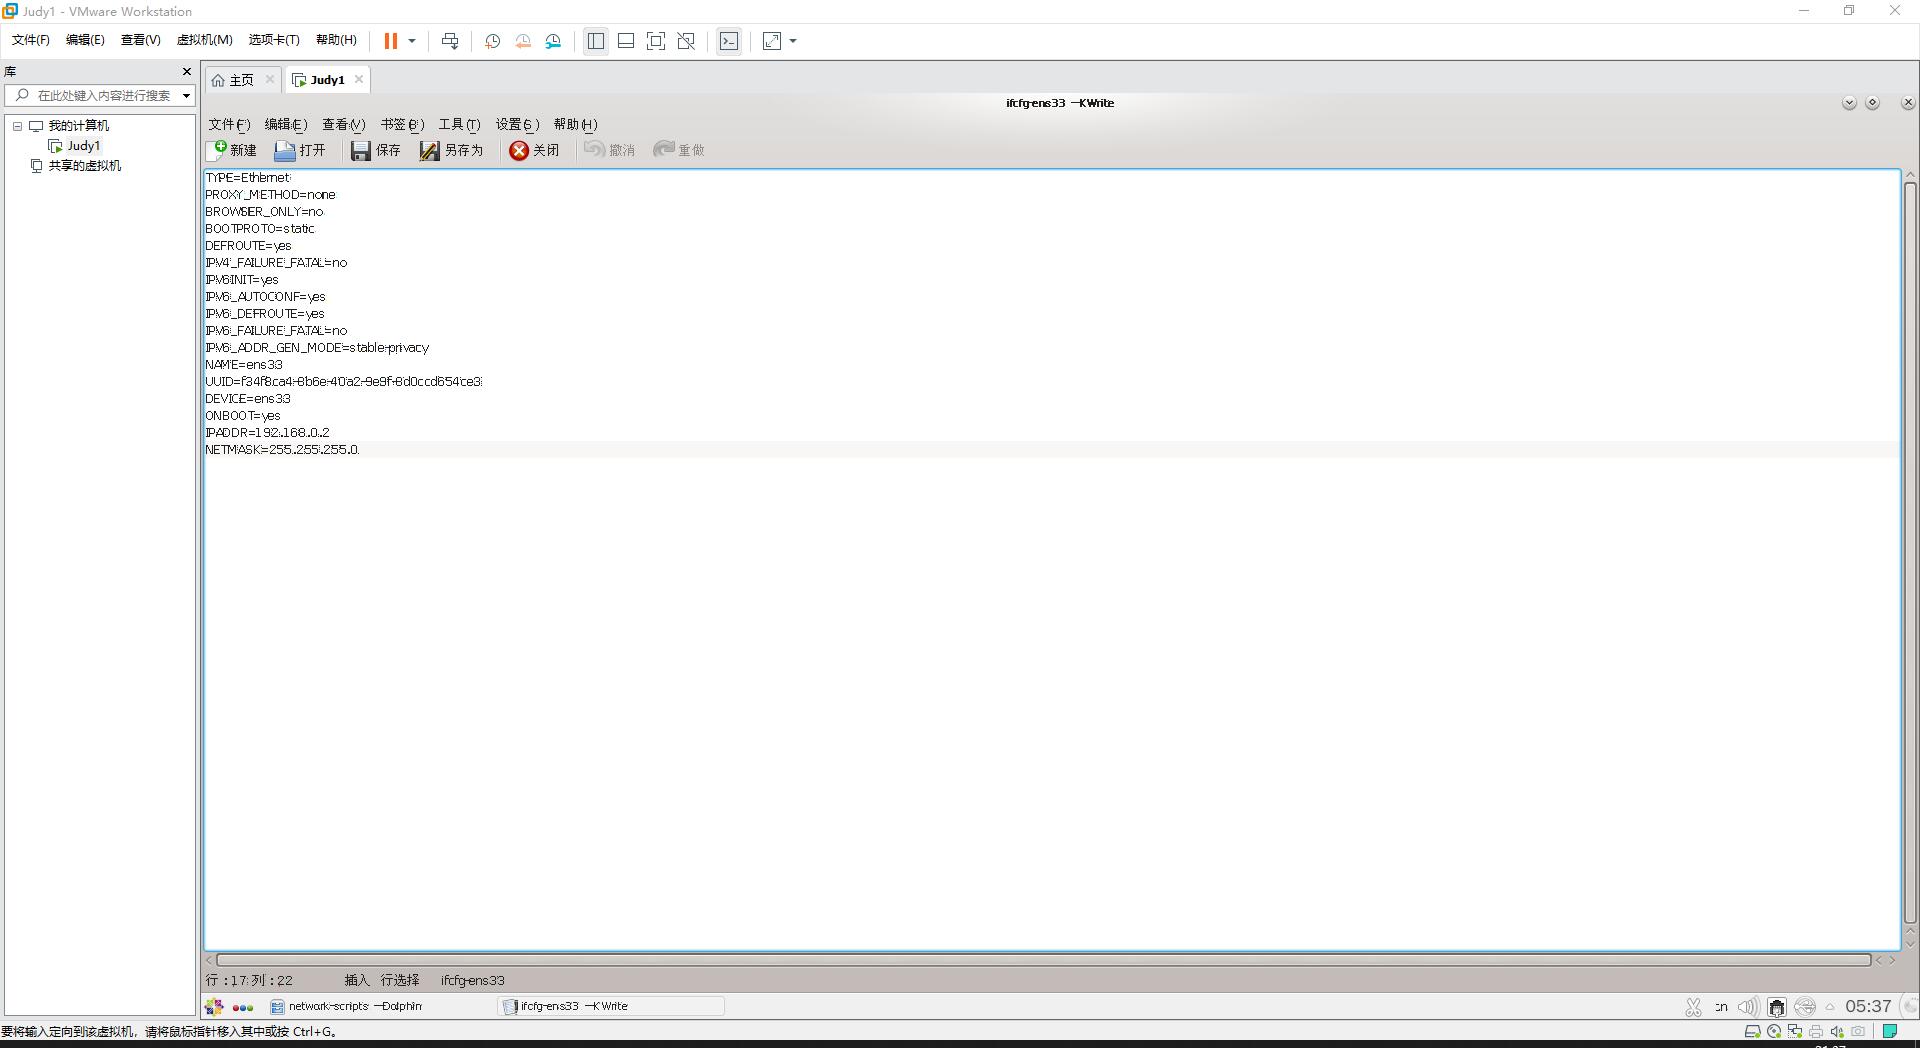 Judy1 - VMware Workstation
文件(F) 编辑(E) 查看(V) 虚拟机(M) 选项卡(T) 帮助(H)
库
在此处键入内容进行搜索
我的计算机
Judy1
共享的虚拟机
主页 Judy1
ifcfg-ens33 — KWrite
文件(F) 编辑(E) 查看(V) 书签(B) 工具(T) 设置(S) 帮助(H)
新建 打开 保存 另存为 关闭 撤消 重做
TYPE=Ethernet
PROXY_METHOD=none
BROWSER_ONLY=no
BOOTPROTO=static
DEFROUTE=yes
IPV4_FAILURE_FATAL=no
IPV6INIT=yes
IPV6_AUTOCONF=yes
IPV6_DEFROUTE=yes
IPV6_FAILURE_FATAL=no
IPV6_ADDR_GEN_MODE=stable-privacy
NAME=ens33
UUID=f34f8ca4-8b6e-40a2-9e9f-8d0ccd654ce3
DEVICE=ens33
ONBOOT=yes
IPADDR=192.168.0.2
NETMASK=255.255.255.0
行：17 列：22 插入 行选择 ifcfg-ens33
network-scripts — Dolphin ifcfg-ens33 — KWrite cn 05:37
要将输入定向到该虚拟机，请将鼠标指针移入其中或按 Ctrl+G。